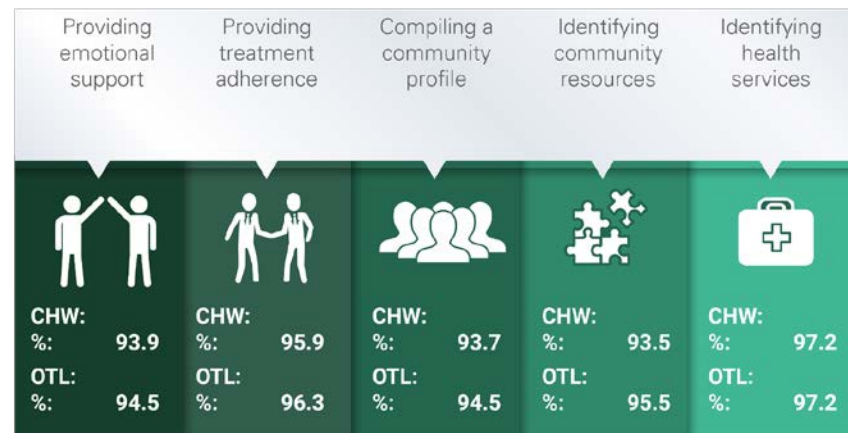 Providing
emotional
support
Providing
treatment
adherence
Compiling a
community
profile
Identifying
community
resources
Identifying
health
services
CHW:
%: 93.9
OTL:
%: 94.5
CHW:
%: 95.9
OTL:
%: 96.3
CHW:
%: 93.7
OTL:
%: 94.5
CHW:
%: 93.5
OTL:
%: 95.5
CHW:
%: 97.2
OTL:
%: 97.2